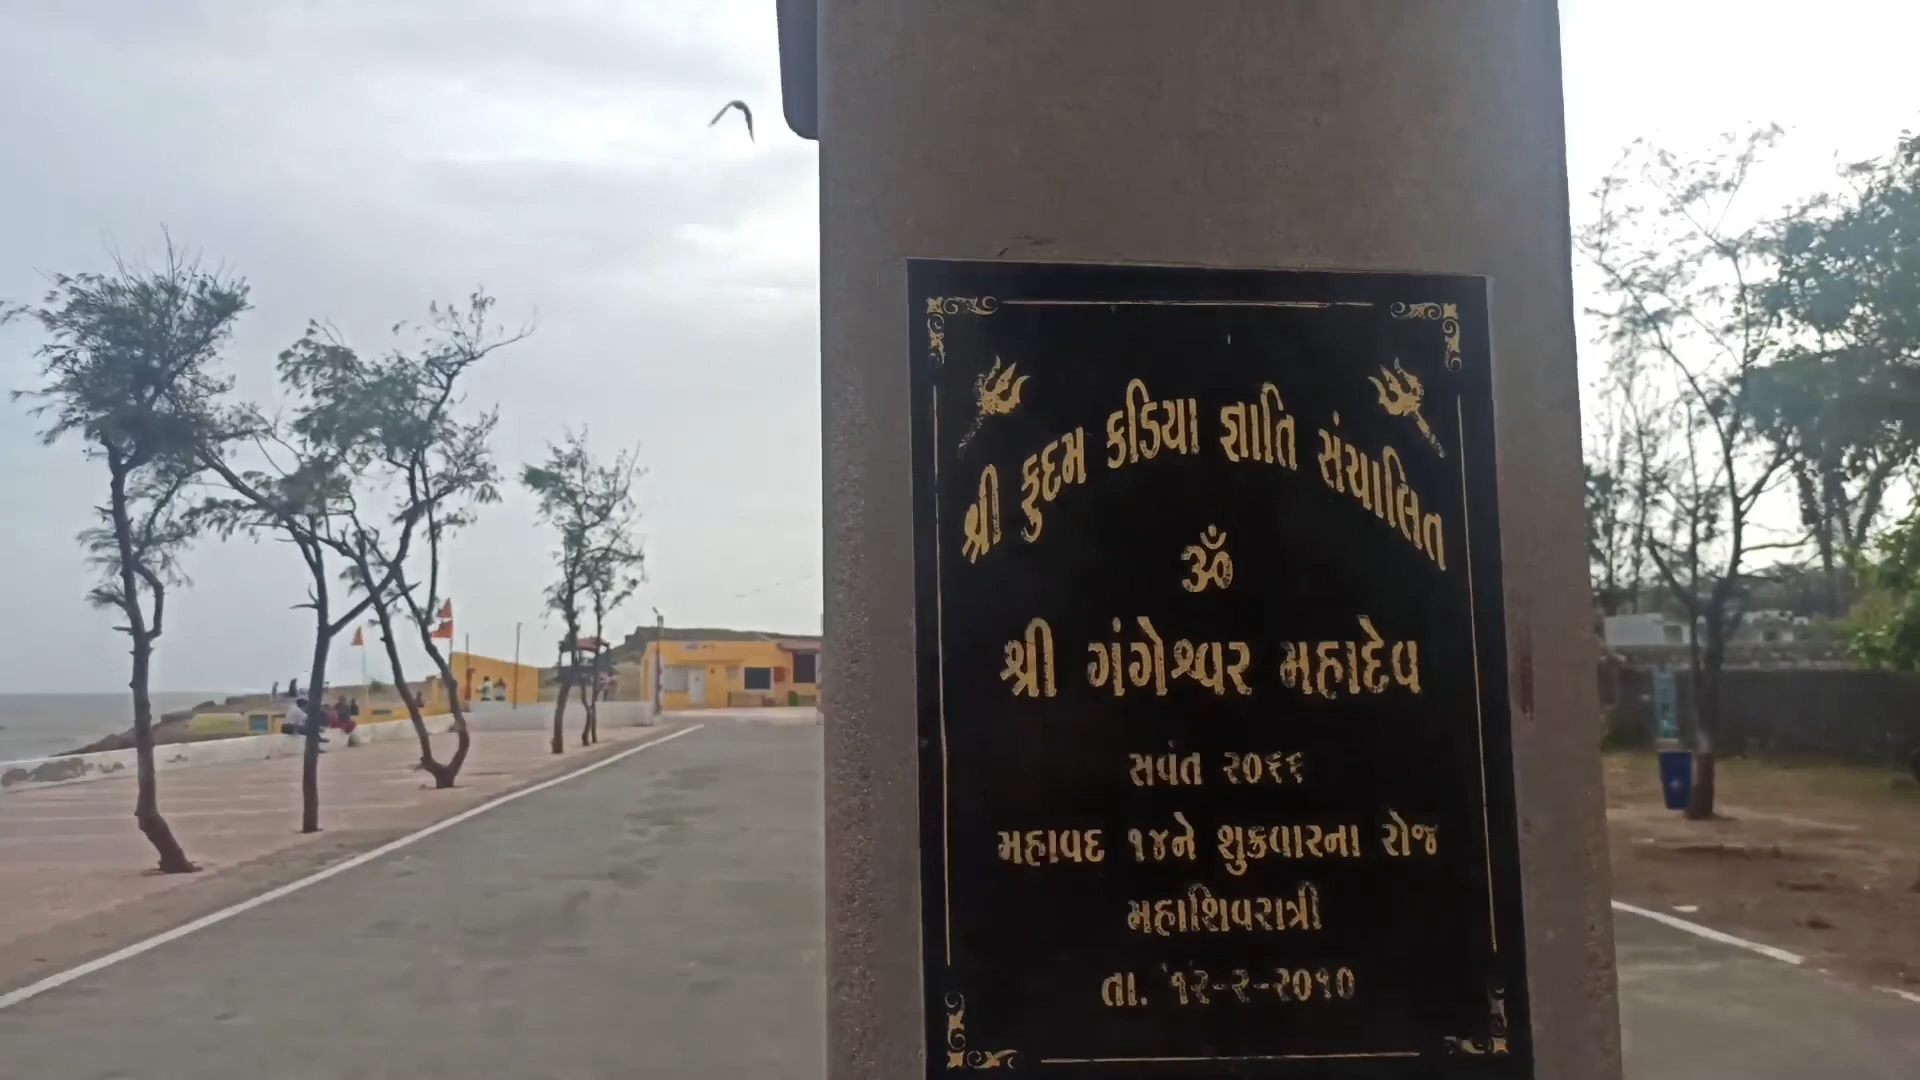 શ્રી કુદમ કડિયા જ્ઞાતિ સંચાલિત
ૐ
શ્રી ગંગેશ્વર મહાદેવ
સવંત ૨૦૬૬
મહાવદ ૧૪ને શુક્રવારના રોજ
મહાશિવરાત્રી
તા. ૧૨-૨-૨૦૧૦